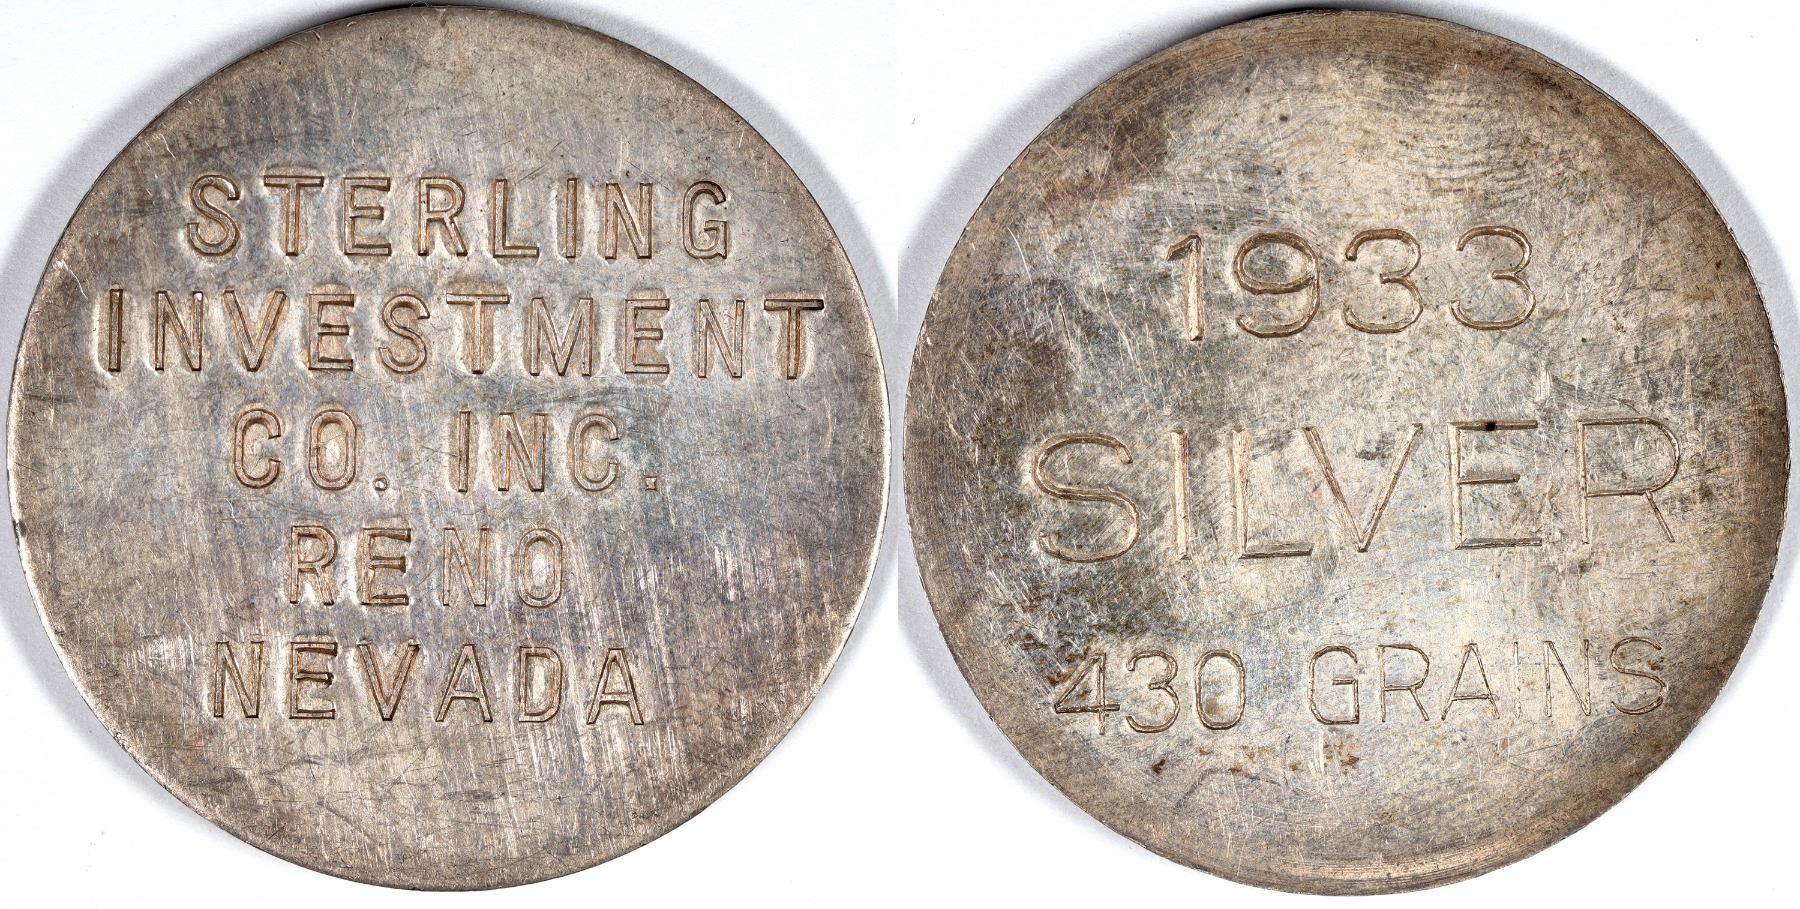 STERLING
INVESTMENT
CO. INC.
RENO
NEVADA
1933
SILVER
430 GRAINS